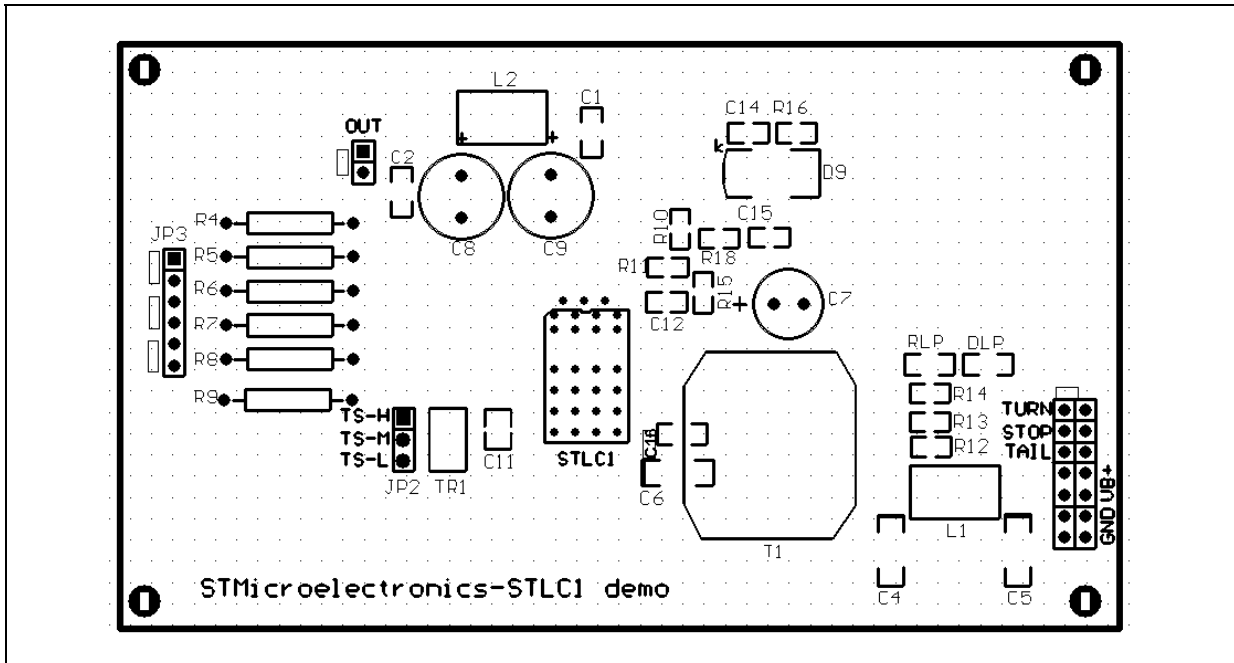 L2
C1
C14 R16
OUT
k
C2
+ +
D9
R4
JP3
R10
C15
C8
C9
R5
R18
R11
R6
R15
+
C7
C12
R7
RLP DLP
R8
R14
R9
TURN
TS-H
R13
STOP
TS-M
C16
R12
TAIL
TS-L
STLC1
C11
JP2 TR1
C6
VB+
L1
GND
T1
STMicroelectronics-STLC1 demo
C4
C5